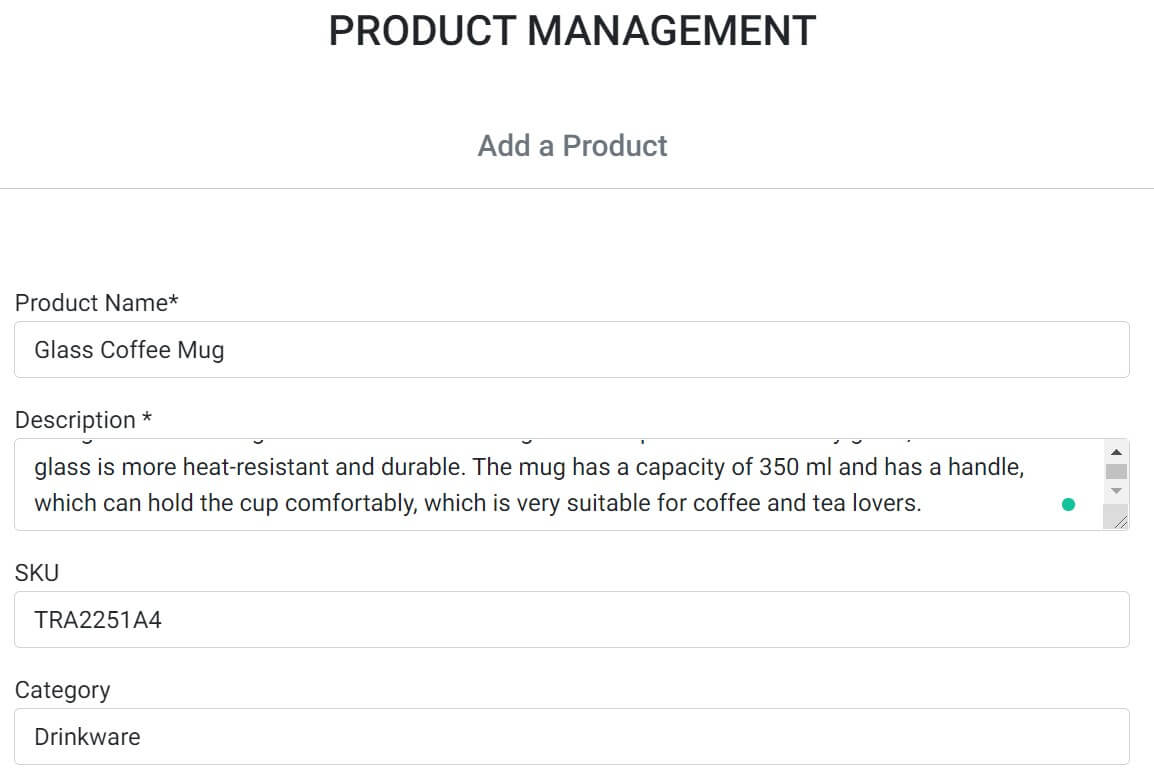 PRODUCT MANAGEMENT
Add a Product
Product Name*
Glass Coffee Mug
Description *
glass is more heat-resistant and durable. The mug has a capacity of 350 ml and has a handle,
which can hold the cup comfortably, which is very suitable for coffee and tea lovers.
SKU
TRA2251A4
Category
Drinkware